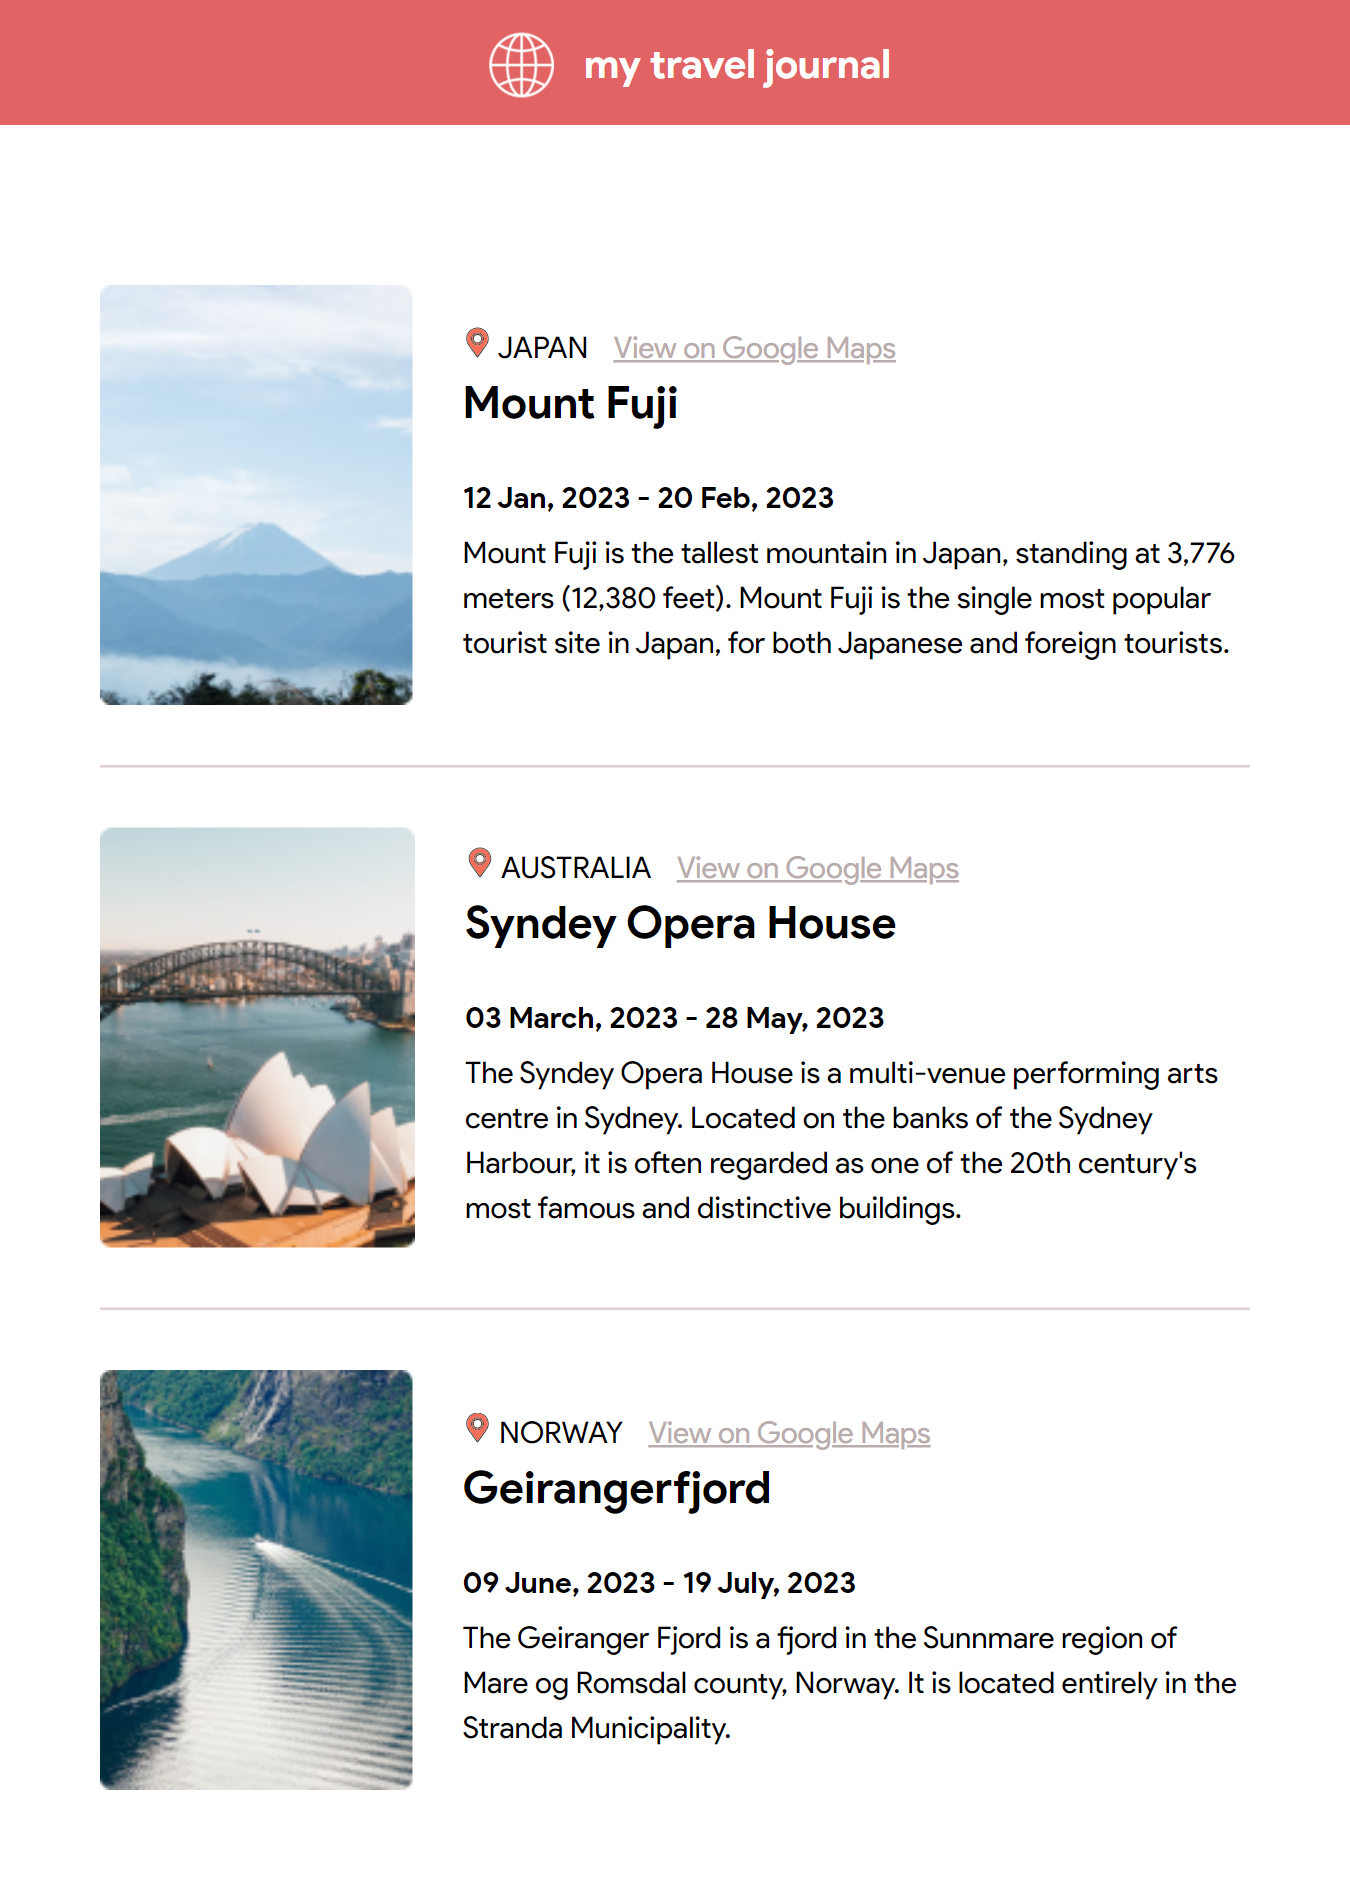 my travel journal
JAPAN View on Google Maps
Mount Fuji
12 Jan, 2023 - 20 Feb, 2023
Mount Fuji is the tallest mountain in Japan, standing at 3,776
meters (12,380 feet). Mount Fuji is the single most popular
tourist site in Japan, for both Japanese and foreign tourists.
AUSTRALIA View on Google Maps
Syndey Opera House
03 March, 2023 - 28 May, 2023
The Syndey Opera House is a multi-venue performing arts
centre in Sydney. Located on the banks of the Sydney
Harbour, it is often regarded as one of the 20th century's
most famous and distinctive buildings.
NORWAY View on Google Maps
Geirangerfjord
09 June, 2023 - 19 July, 2023
The Geiranger Fjord is a fjord in the Sunnmare region of
Mare og Romsdal county, Norway. It is located entirely in the
Stranda Municipality.